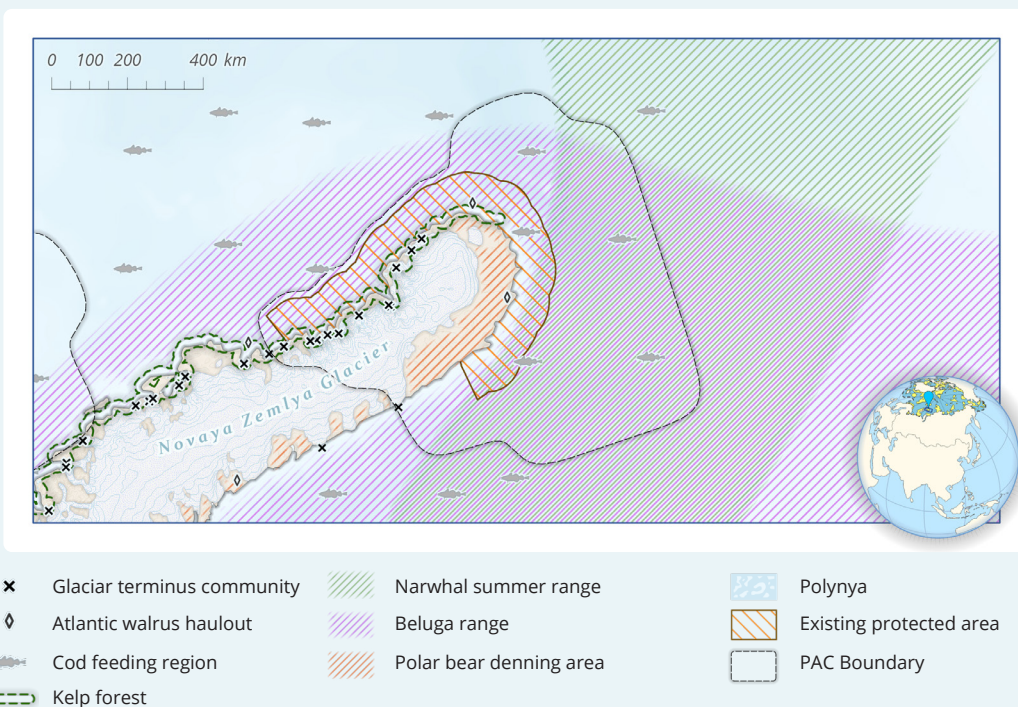 0 100 200 400 km
Novaya Zemlya Glacier
Glaciar terminus community
Atlantic walrus haulout
Cod feeding region
Kelp forest
Narwhal summer range
Beluga range
Polar bear denning area
Polynya
Existing protected area
PAC Boundary